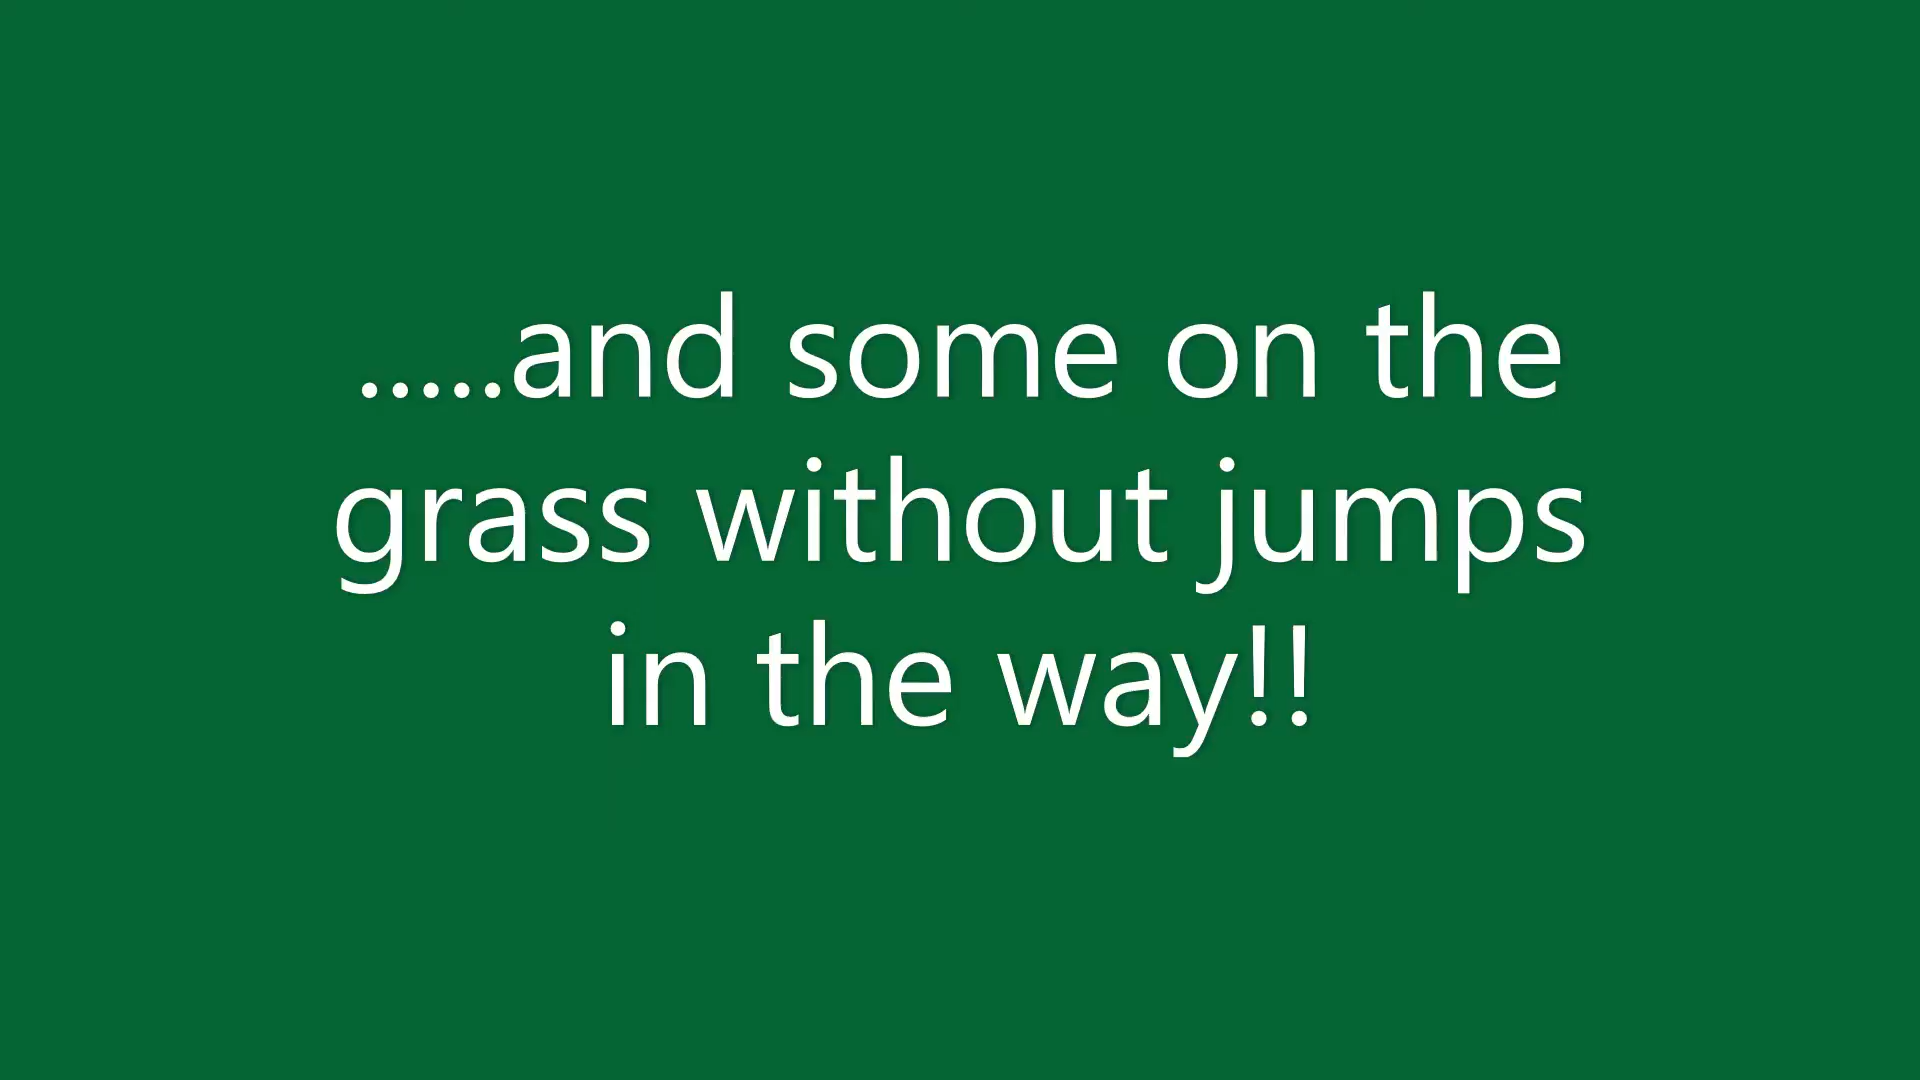 .....and some on the
grass without jumps
in the way!!